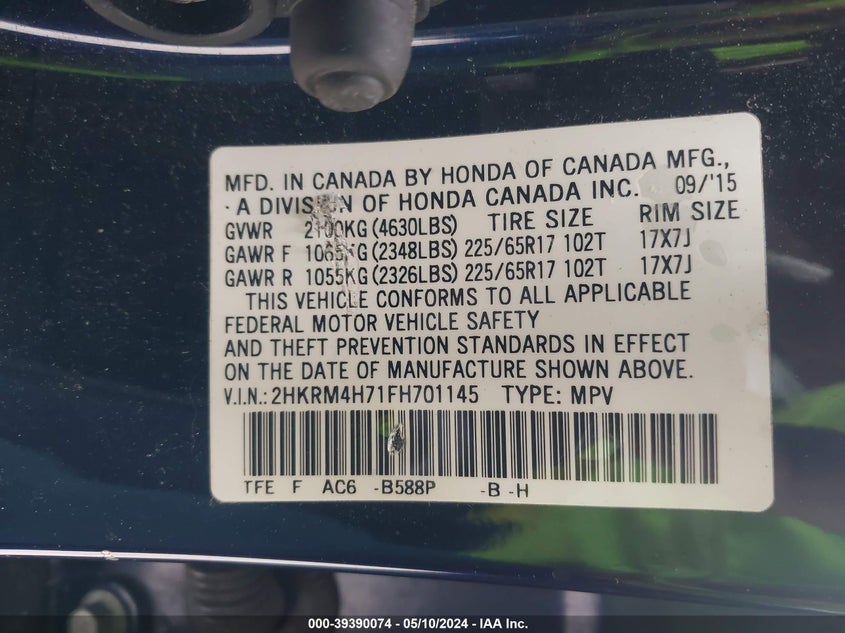 MFD. IN CANADA BY HONDA OF CANADA MFG.,
· A DIVISION OF HONDA CANADA INC. 09/'15
GVWR 2100KG (4630LBS) TIRE SIZE RIM SIZE
GAWR F 1065KG (2348LBS) 225/65R17 102T 17X7J
GAWR R 1055KG (2326LBS) 225/65R17 102T 17X7J
THIS VEHICLE CONFORMS TO ALL APPLICABLE
FEDERAL MOTOR VEHICLE SAFETY
AND THEFT PREVENTION STANDARDS IN EFFECT
ON THE DATE OF MANUFACTURE SHOWN ABOVE.
V.I.N.: 2HKRM4H71FH701145 TYPE: MPV
TFE F AC6 -B588P -B -H
000-39390074 - 05/10/2024 - IAA Inc.